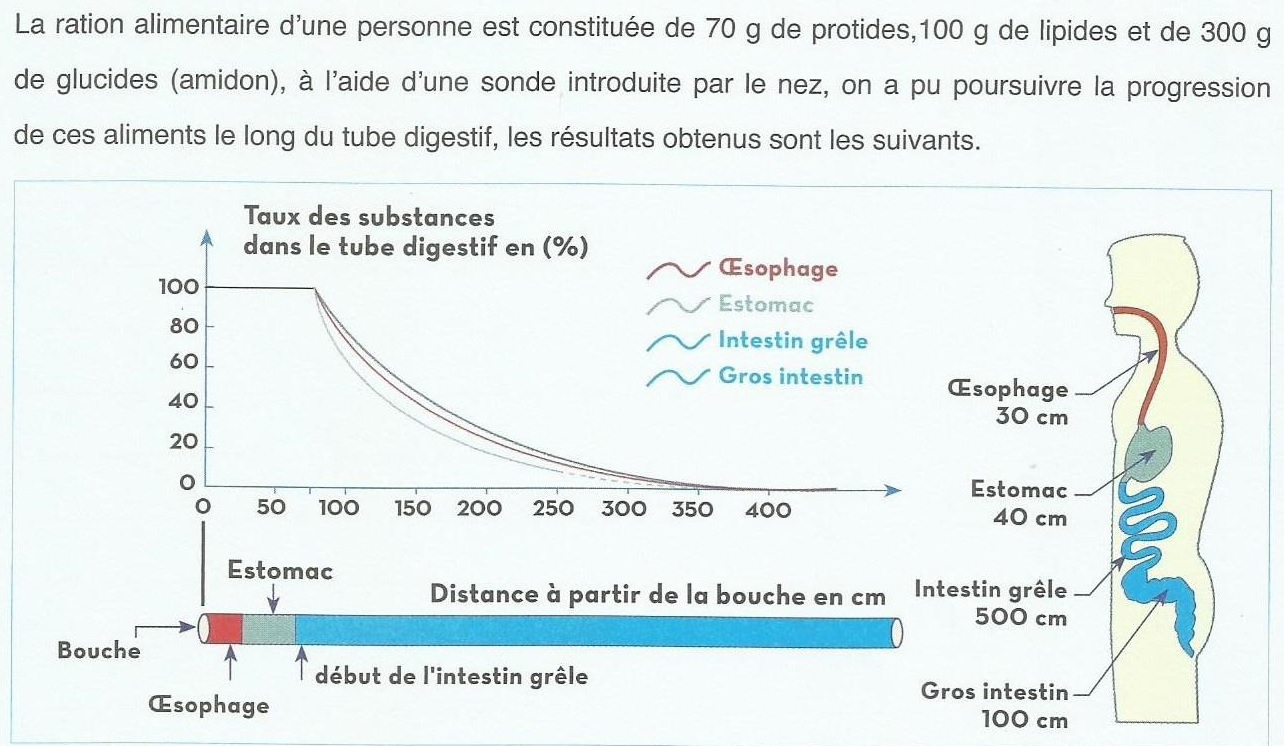 La ration alimentaire d'une personne est constituée de 70 g de protides,100 g de lipides et de 300 g
de glucides (amidon), à l'aide d'une sonde introduite par le nez, on a pu poursuivre la progression
de ces aliments le long du tube digestif, les résultats obtenus sont les suivants.
Taux des substances
dans le tube digestif en (%)
100
80
60
40
20
0
0 50 100 150 200 250 300 350 400
Œsophage
Estomac
Intestin grêle
Gros intestin
Estomac
Distance à partir de la bouche en cm
Bouche
début de l'intestin grêle
Œsophage
Œsophage
30 cm
Estomac
40 cm
Intestin grêle
500 cm
Gros intestin
100 cm